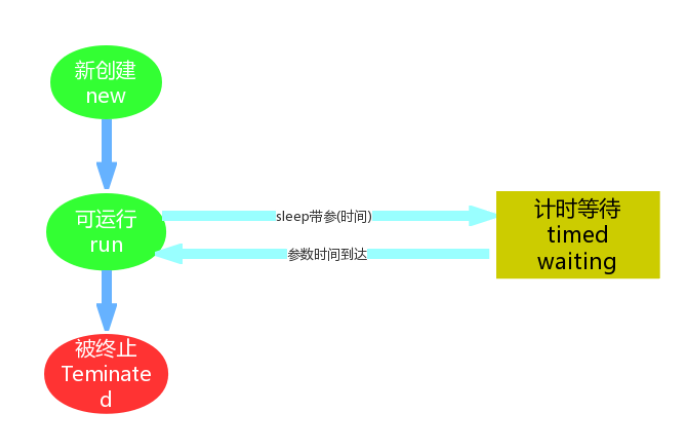 新创建
new
可运行
run
sleep带参(时间)
参数时间到达
计时等待
timed
waiting
被终止
Teminate
d